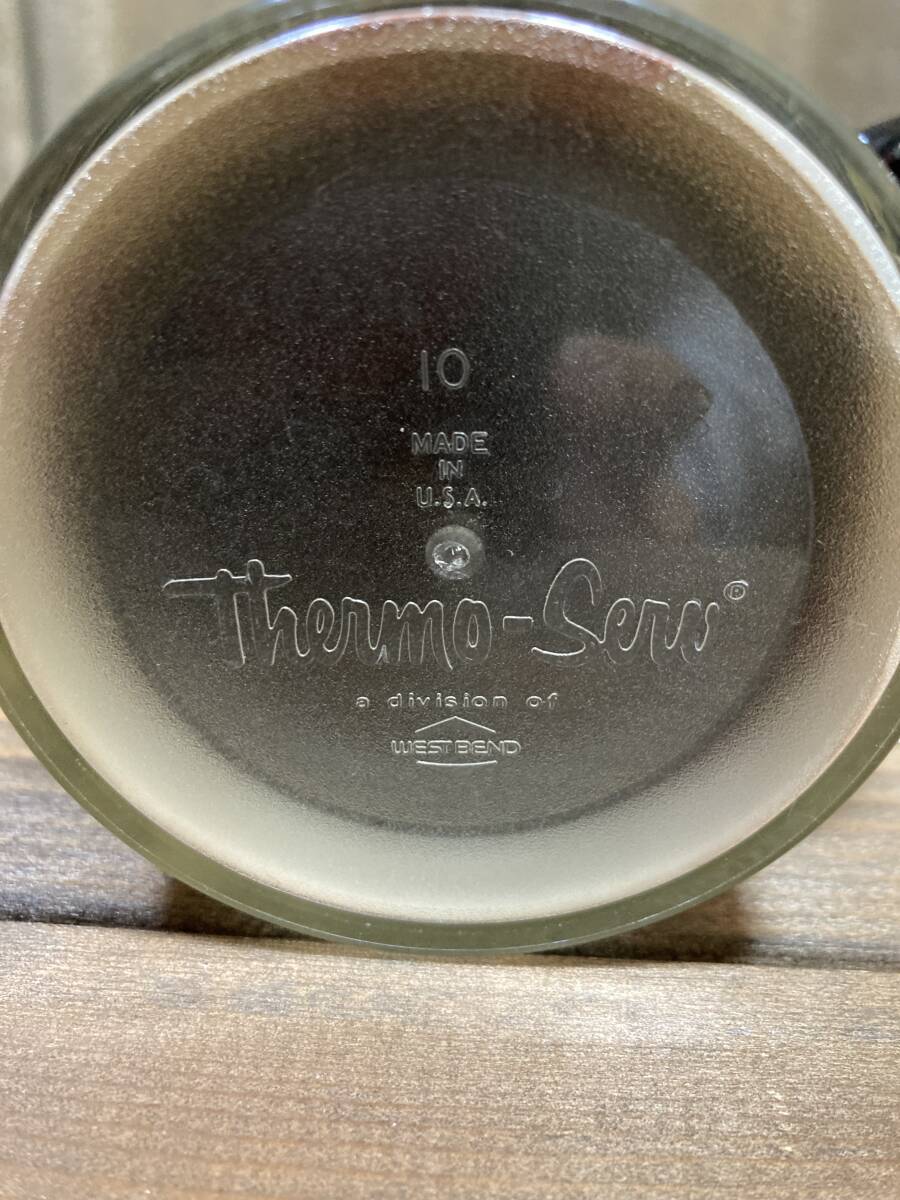 10
MADE
IN
U.S.A.
Thermo-Serv®
a division of
WEST BEND